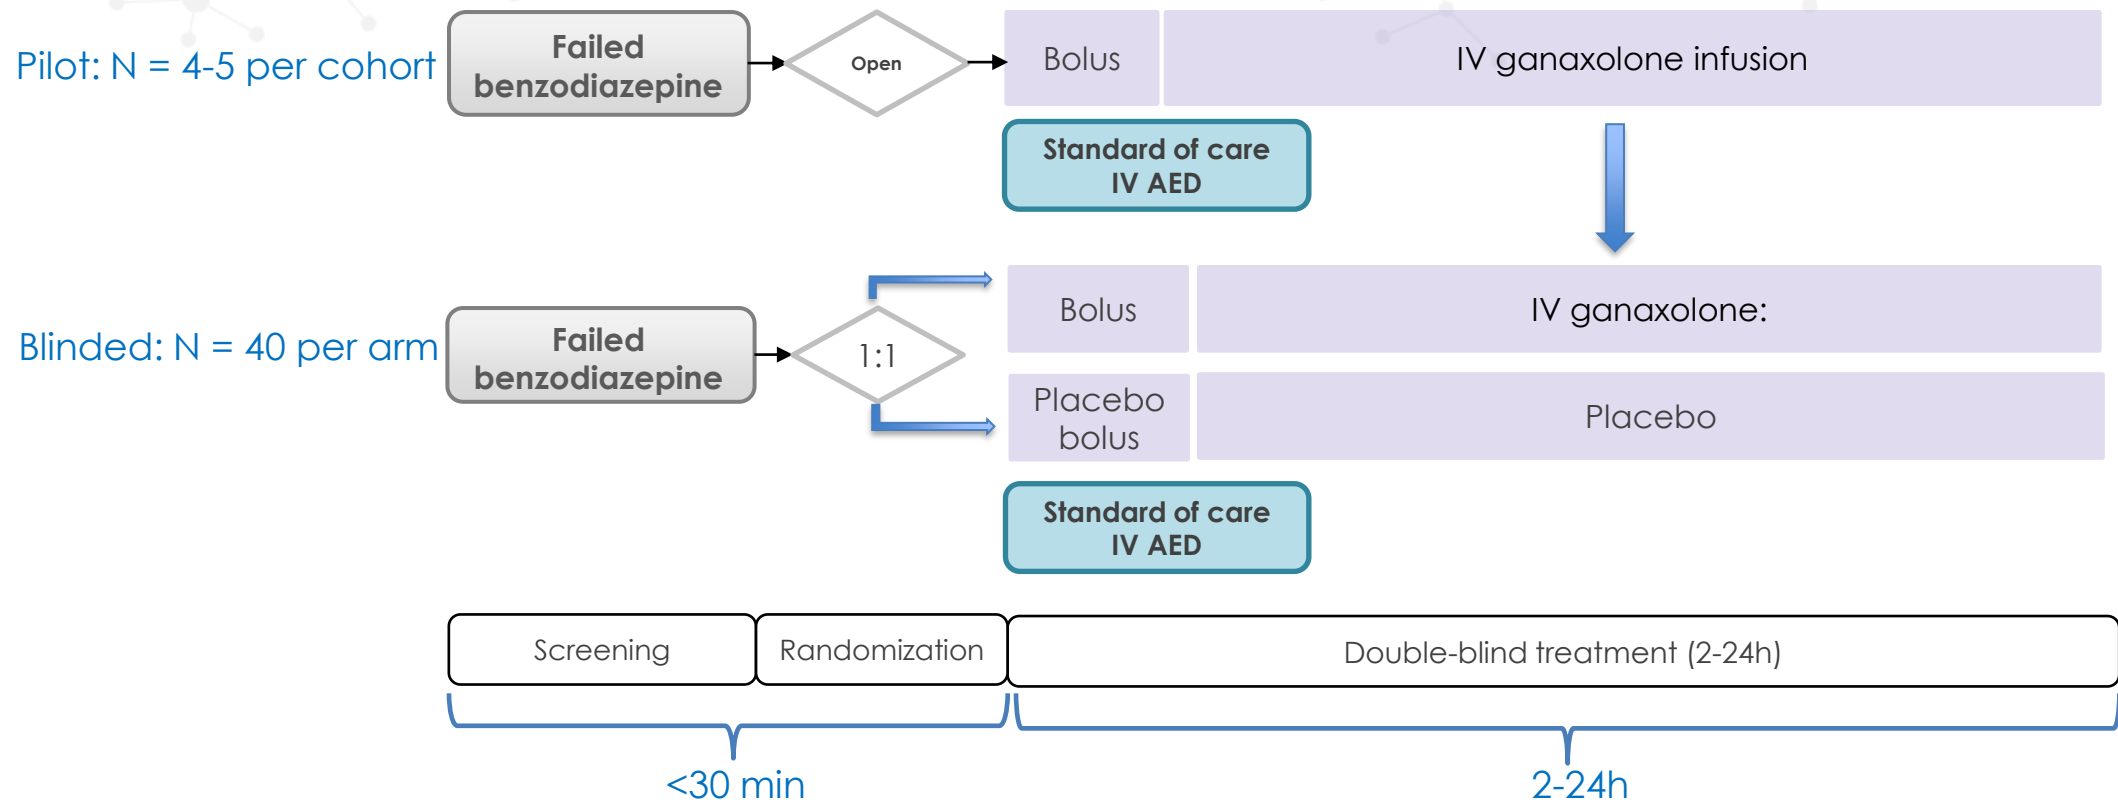 Pilot: N = 4-5 per cohort
Failed
benzodiazepine
Open
Bolus
IV ganaxolone infusion
Standard of care
IV AED
Blinded: N = 40 per arm
Failed
benzodiazepine
1:1
Bolus
IV ganaxolone:
Placebo
bolus
Placebo
Standard of care
IV AED
Screening
Randomization
Double-blind treatment (2-24h)
<30 min
2-24h